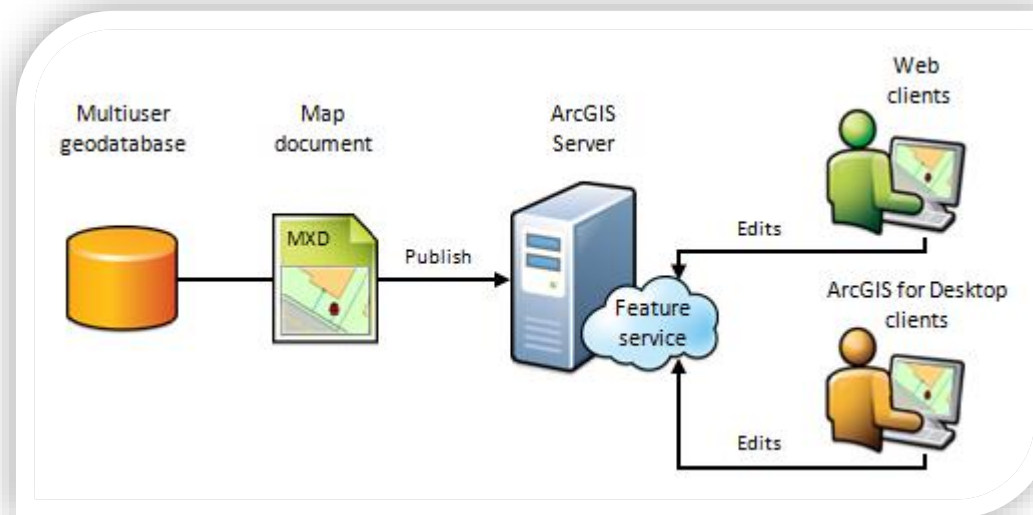 Multiuser
geodatabase
Map
document
MXD
Publish
ArcGIS
Server
Feature
service
Web
clients
Edits
ArcGIS for Desktop
clients
Edits